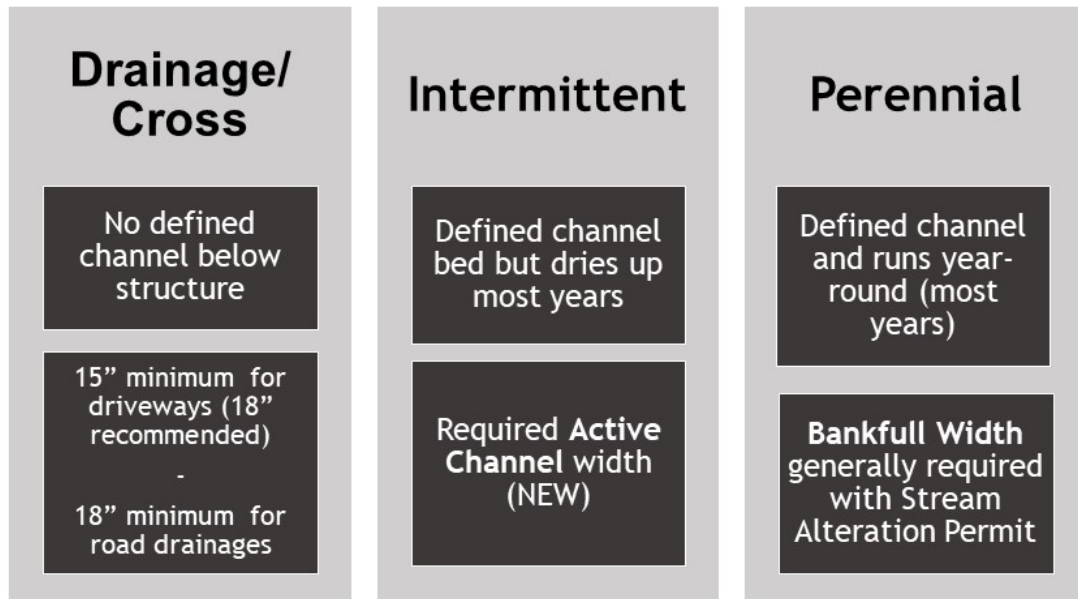 Drainage/
Cross
No defined
channel below
structure
15” minimum  for
driveways (18”
recommended)
-
18” minimum  for
road drainages
Intermittent
Defined channel
bed but dries up
most years
Required Active
Channel width
(NEW)
Perennial
Defined channel
and runs year-
round (most
years)
Bankfull Width
generally required
with Stream
Alteration Permit